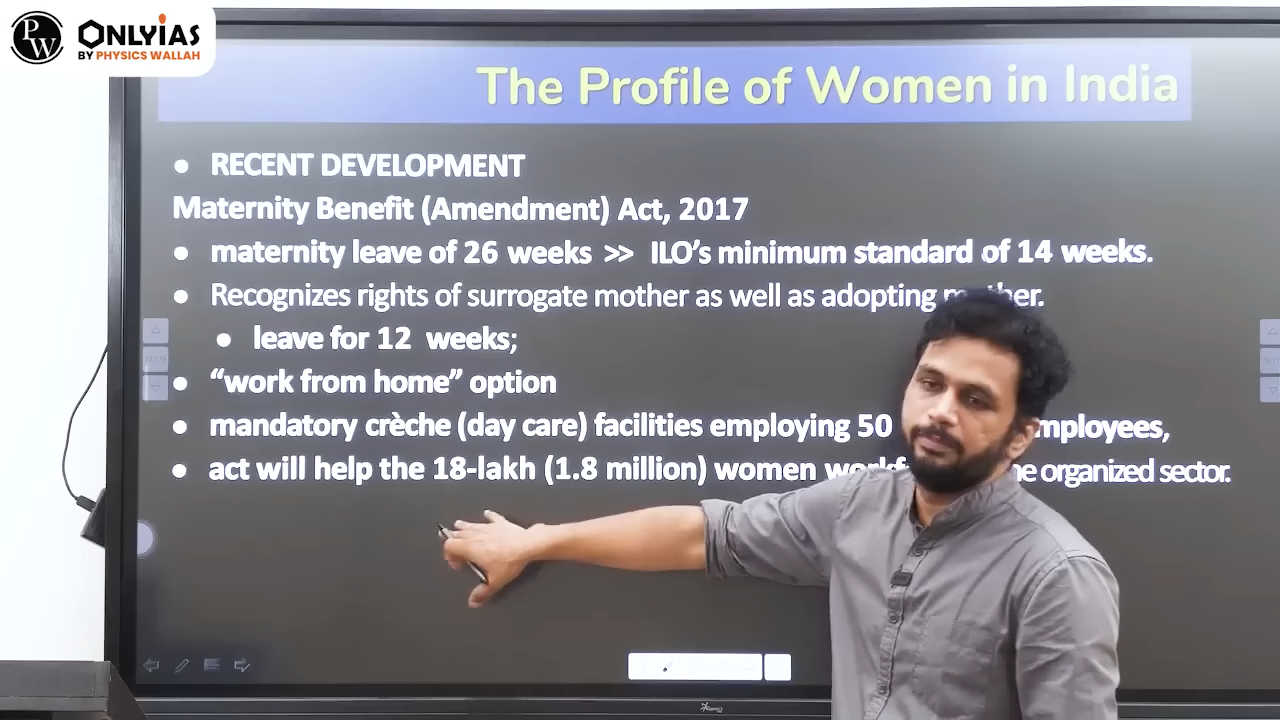 PW
ONLYIAS
BY PHYSICS WALLAH
The Profile of Women in India
• RECENT DEVELOPMENT
Maternity Benefit (Amendment) Act, 2017
• maternity leave of 26 weeks >> ILO’s minimum standard of 14 weeks.
• Recognizes rights of surrogate mother as well as adopting mother.
• leave for 12 weeks;
• “work from home” option
• mandatory crèche (day care) facilities employing 50
• act will help the 18-lakh (1.8 million) women organized sector.